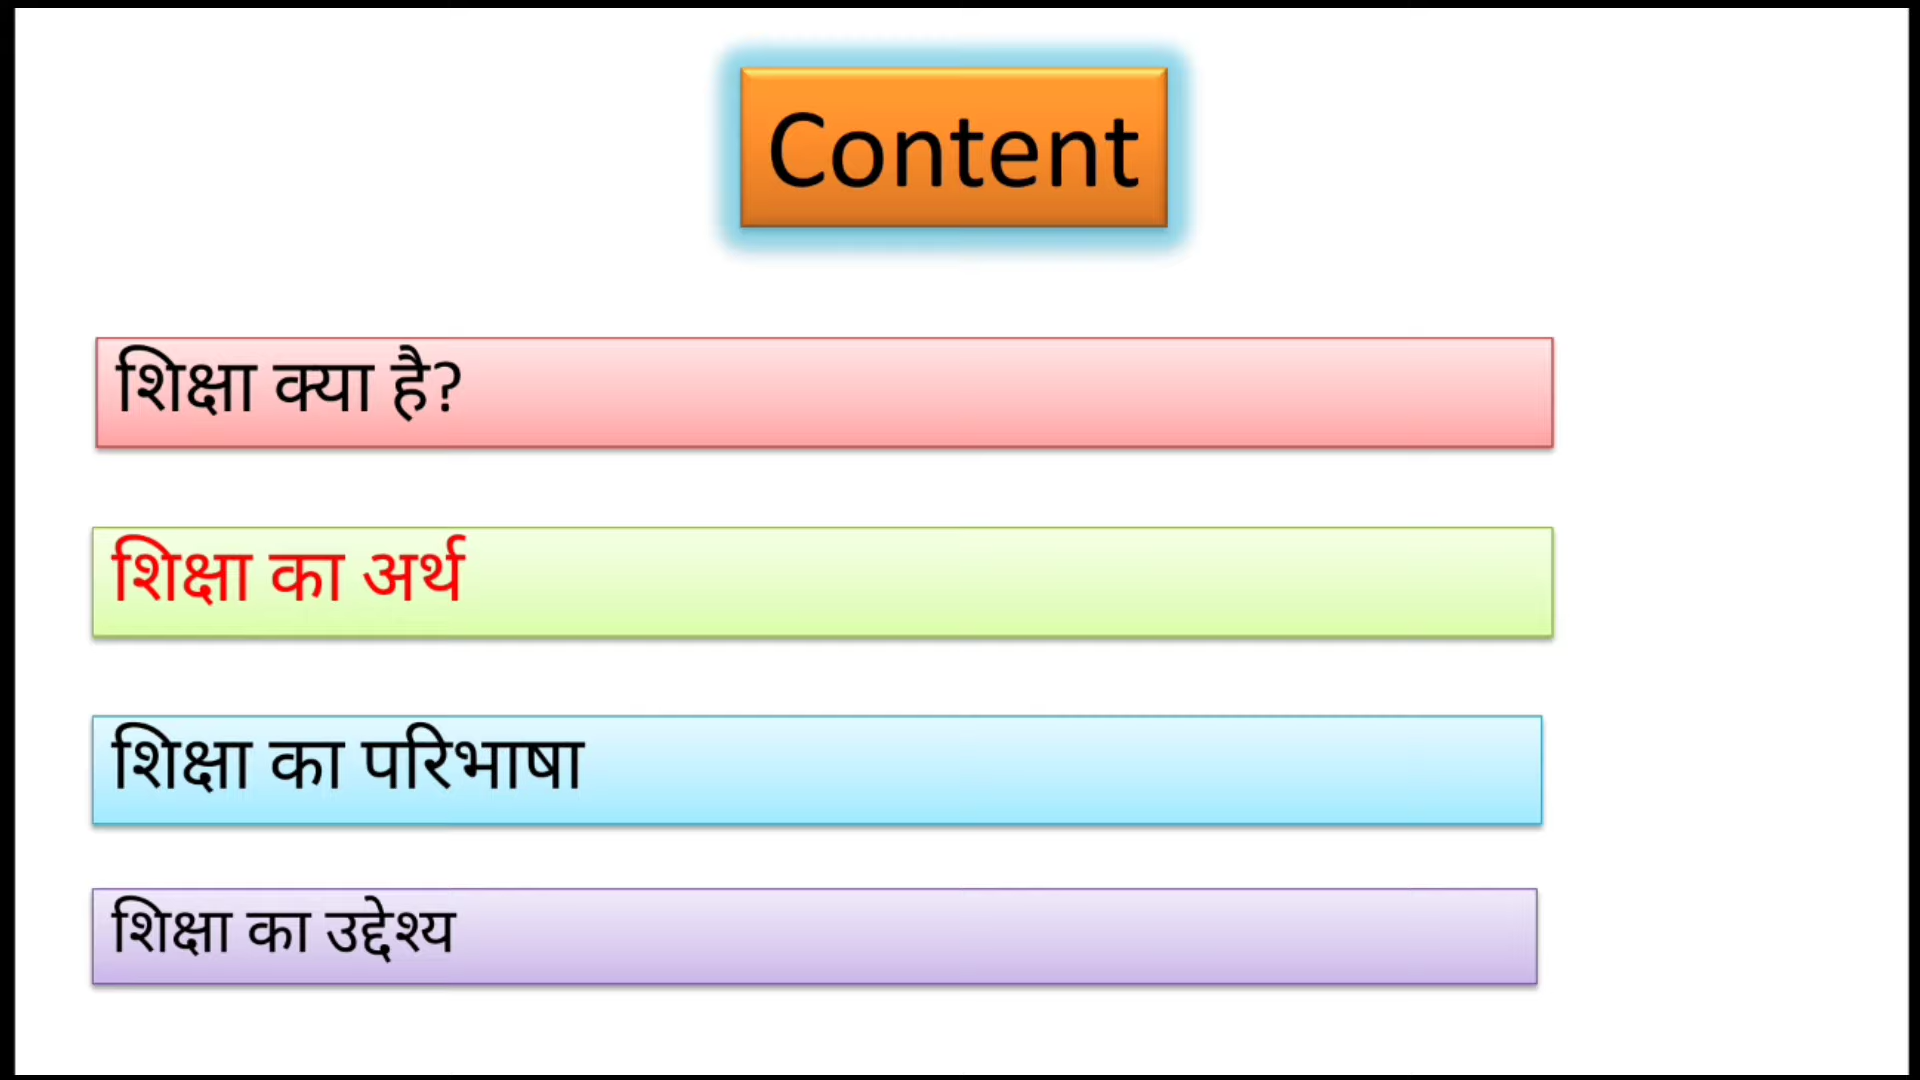 Content
शिक्षा क्या है?
शिक्षा का अर्थ
शिक्षा का परिभाषा
शिक्षा का उद्देश्य